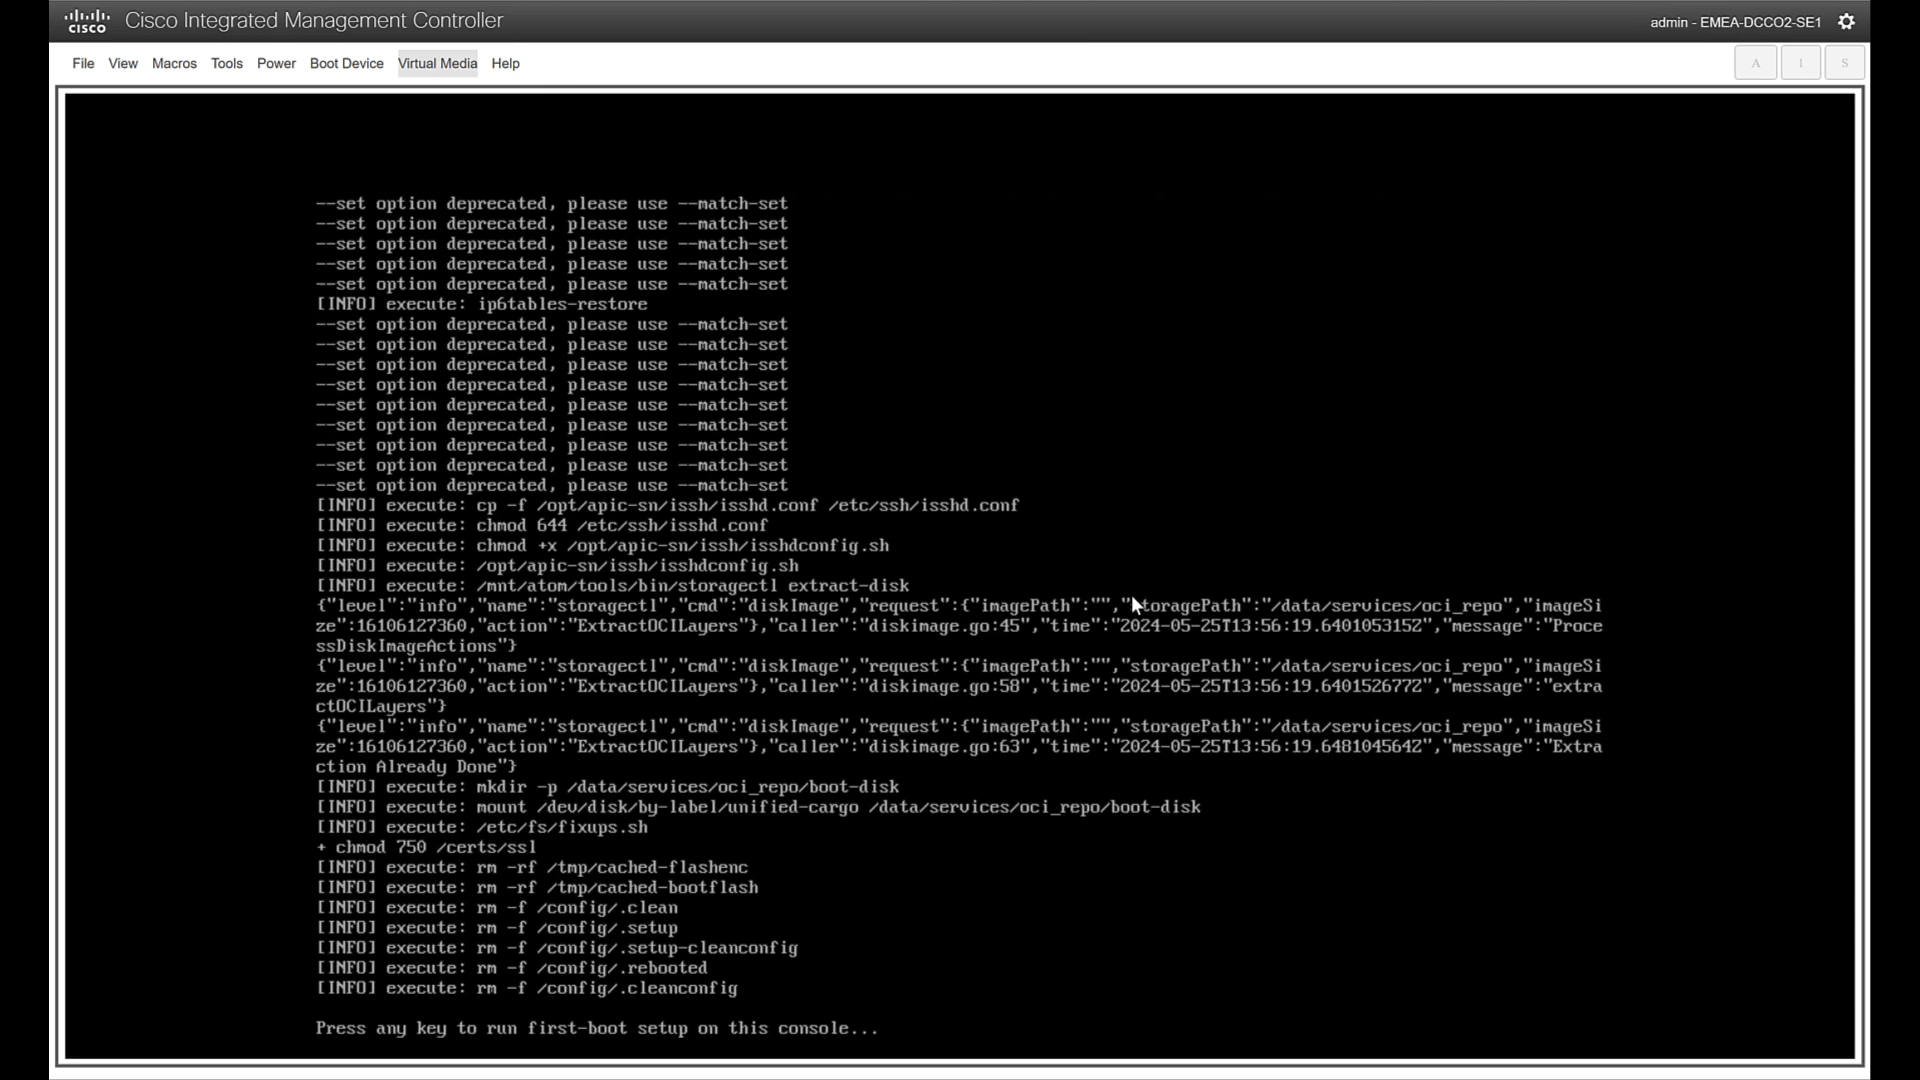 CISCO
Cisco Integrated Management Controller
admin - EMEA-DCCO2-SE1
File View Macros Tools Power Boot Device Virtual Media Help
A I S
--set option deprecated, please use --match-set
--set option deprecated, please use --match-set
--set option deprecated, please use --match-set
--set option deprecated, please use --match-set
--set option deprecated, please use --match-set
[INFO] execute: ip6tables-restore
--set option deprecated, please use --match-set
--set option deprecated, please use --match-set
--set option deprecated, please use --match-set
--set option deprecated, please use --match-set
--set option deprecated, please use --match-set
--set option deprecated, please use --match-set
--set option deprecated, please use --match-set
--set option deprecated, please use --match-set
--set option deprecated, please use --match-set
[INFO] execute: cp -f /opt/apic-sn/issh/isshd.conf /etc/ssh/isshd.conf
[INFO] execute: chmod 644 /etc/ssh/isshd.conf
[INFO] execute: chmod +x /opt/apic-sn/issh/isshdconfig.sh
[INFO] execute: /opt/apic-sn/issh/isshdconfig.sh
[INFO] execute: /mnt/atom/tools/bin/storagectl extract-disk
{"level":"info","name":"storagectl","cmd":"diskImage","request":{"imagePath":"","storagePath":"/data/services/oci_repo","imageSi
ze":16106127360,"action":"ExtractOCILayers"},"caller":"diskimage.go:45","time":"2024-05-25T13:56:19.640105315Z","message":"Proce
ssDiskImageActions"}
{"level":"info","name":"storagectl","cmd":"diskImage","request":{"imagePath":"","storagePath":"/data/services/oci_repo","imageSi
ze":16106127360,"action":"ExtractOCILayers"},"caller":"diskimage.go:58","time":"2024-05-25T13:56:19.640152677Z","message":"extra
ctOCILayers"}
{"level":"info","name":"storagectl","cmd":"diskImage","request":{"imagePath":"","storagePath":"/data/services/oci_repo","imageSi
ze":16106127360,"action":"ExtractOCILayers"},"caller":"diskimage.go:63","time":"2024-05-25T13:56:19.648104564Z","message":"Extra
ction Already Done"}
[INFO] execute: mkdir -p /data/services/oci_repo/boot-disk
[INFO] execute: mount /dev/disk/by-label/unified-cargo /data/services/oci_repo/boot-disk
[INFO] execute: /etc/fs/fixups.sh
+ chmod 750 /certs/ssl
[INFO] execute: rm -rf /tmp/cached-flashenc
[INFO] execute: rm -rf /tmp/cached-bootflash
[INFO] execute: rm -f /config/.clean
[INFO] execute: rm -f /config/.setup
[INFO] execute: rm -f /config/.setup-cleanconfig
[INFO] execute: rm -f /config/.rebooted
[INFO] execute: rm -f /config/.cleanconfig
Press any key to run first-boot setup on this console...